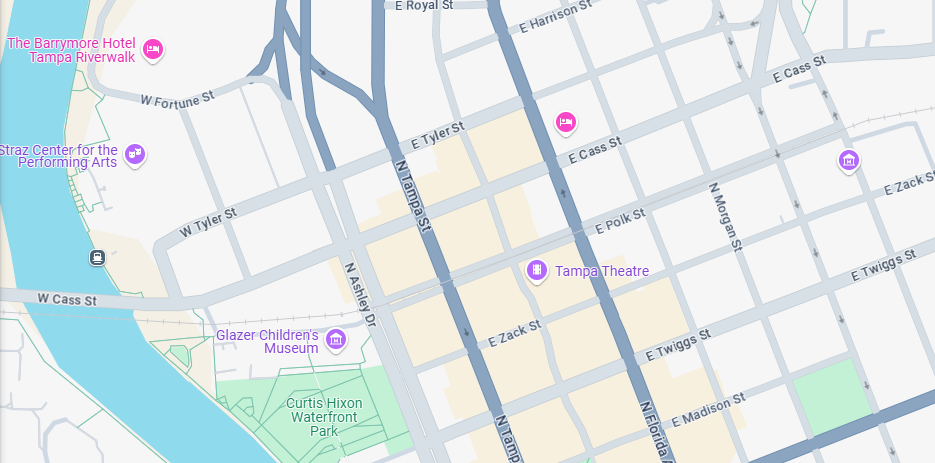 E Royal St
E Harrison St
The Barrymore Hotel
Tampa Riverwalk
E Cass St
W Fortune St
E Tyler St
Straz Center for the
Performing Arts
E Cass St
N Tampa St
E Zack St
N Morgan St
W Tyler St
E Polk St
Tampa Theatre
E Twiggs St
W Cass St
N Ashley Dr
Glazer Children's
Museum
E Zack St
E Twiggs St
Curtis Hixon
Waterfront
Park
E Madison St
N Tamp
N Florida A